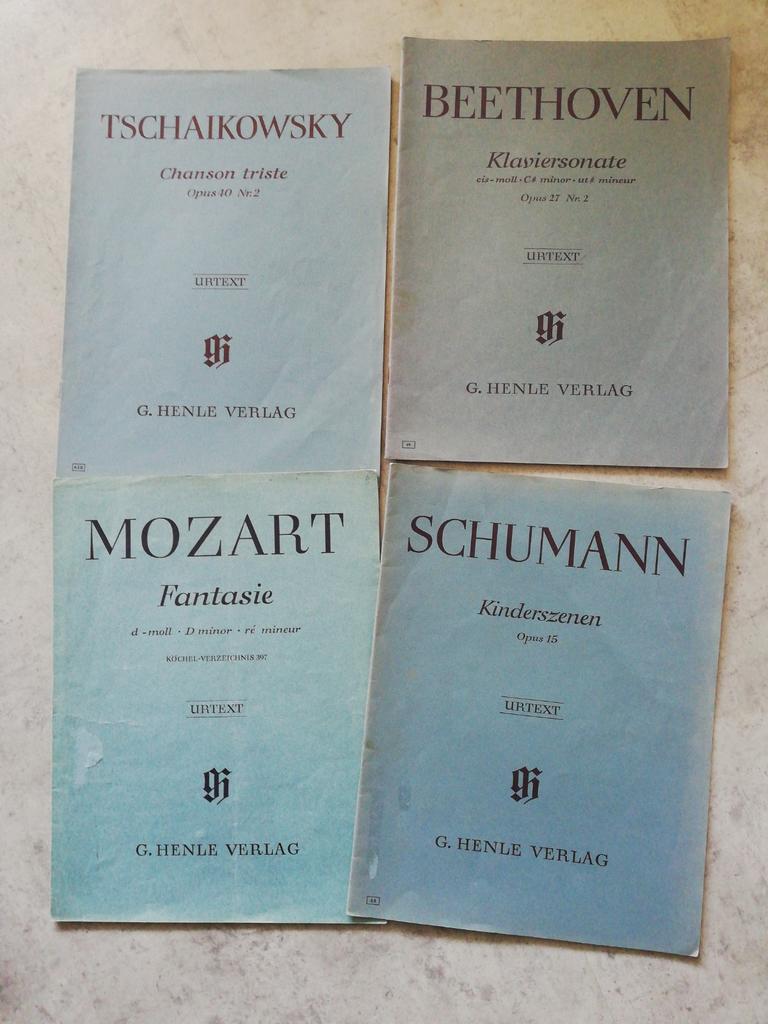 TSCHAIKOWSKY
Chanson triste
Opus 40 Nr. 2
URTEXT
G. HENLE VERLAG
BEETHOVEN
Klaviersonate
cis-moll · C♯ minor · ut♯ mineur
Opus 27 Nr. 2
URTEXT
G. HENLE VERLAG
MOZART
Fantasie
d-moll · D minor · ré mineur
KÖCHEL-VERZEICHNIS 397
URTEXT
G. HENLE VERLAG
SCHUMANN
Kinderszenen
Opus 15
URTEXT
G. HENLE VERLAG